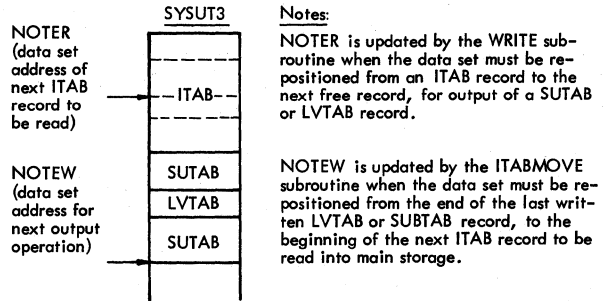 SYSUT3
NOTER
(data set
address of
next ITAB
record to
be read)
ITAB
NOTEW
(data set
address for
next output
operation)
SUTAB
LVTAB
SUTAB
Notes:
NOTER is updated by the WRITE sub-
routine when the data set must be re-
positioned from an ITAB record to the
next free record, for output of a SUTAB
or LVTAB record.
NOTEW is updated by the ITABMOVE
subroutine when the data set must be re-
positioned from the end of the last writ-
ten LVTAB or SUBTAB record, to the
beginning of the next ITAB record to be
read into main storage.